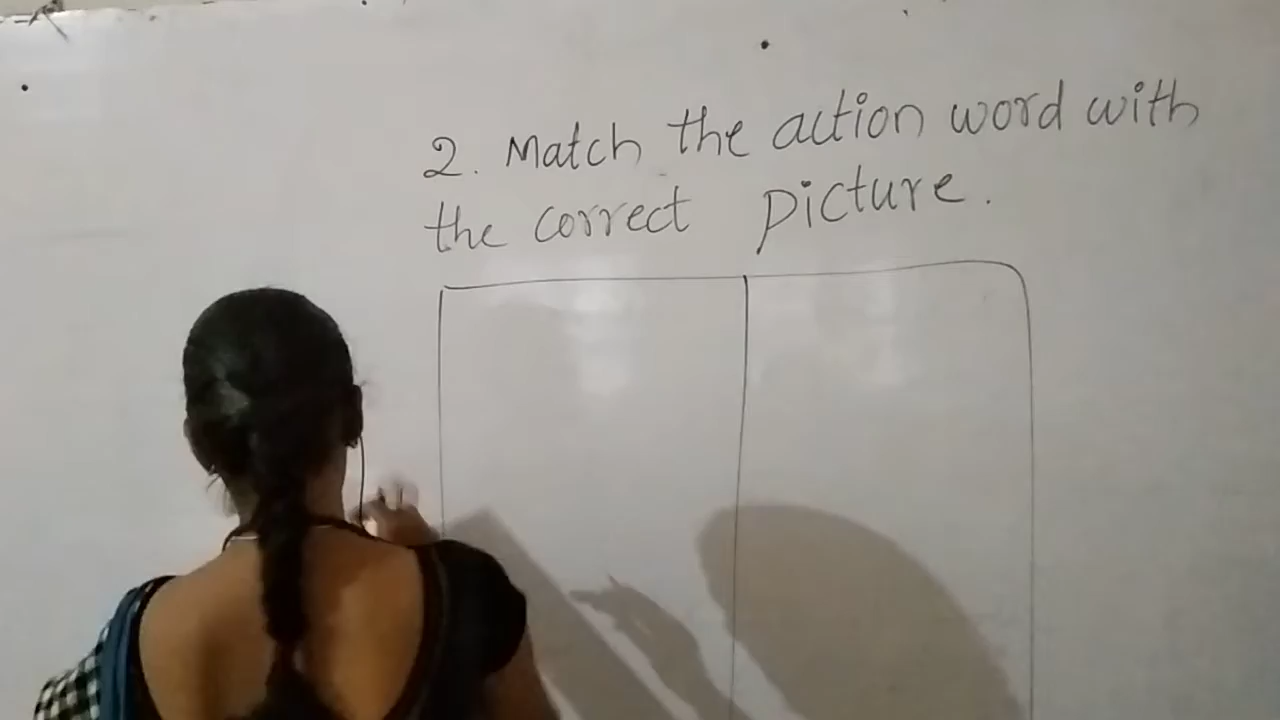 2. Match the action word with
the correct picture.